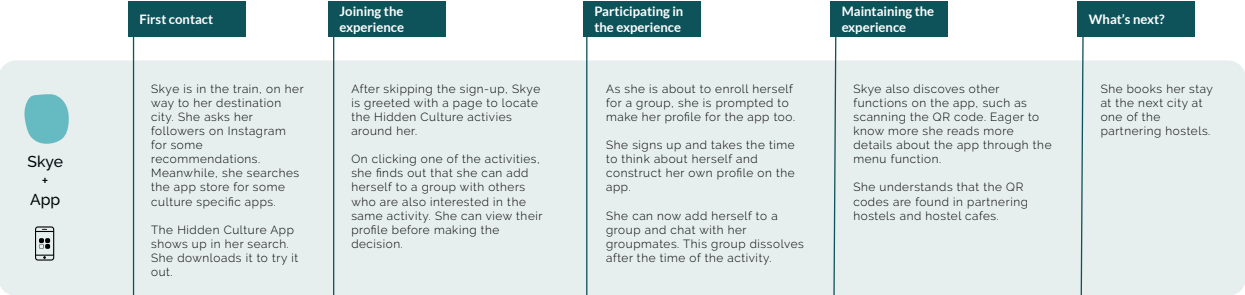 First contact
Joining the
experience
Participating in
the experience
Maintaining the
experience
What's next?
Skye
+
App
Skye is in the train, on her
way to her destination
city. She asks her
followers on Instagram
for some
recommendations.
Meanwhile, she searches
the app store for some
culture specific apps.
The Hidden Culture App
shows up in her search.
She downloads it to try it
out.
After skipping the sign-up, Skye
is greeted with a page to locate
the Hidden Culture activies
around her.
On clicking one of the activities,
she finds out that she can add
herself to a group with others
who are also interested in the
same activity. She can view their
profile before making the
decision.
As she is about to enroll herself
for a group, she is prompted to
make her profile for the app too.
She signs up and takes the time
to think about herself and
construct her own profile on the
app.
She can now add herself to a
group and chat with her
groupmates. This group dissolves
after the time of the activity.
Skye also discoves other
functions on the app, such as
scanning the QR code. Eager to
know more she reads more
details about the app through the
menu function.
She understands that the QR
codes are found in partnering
hostels and hostel cafes.
She books her stay
at the next city at
one of the
partnering hostels.